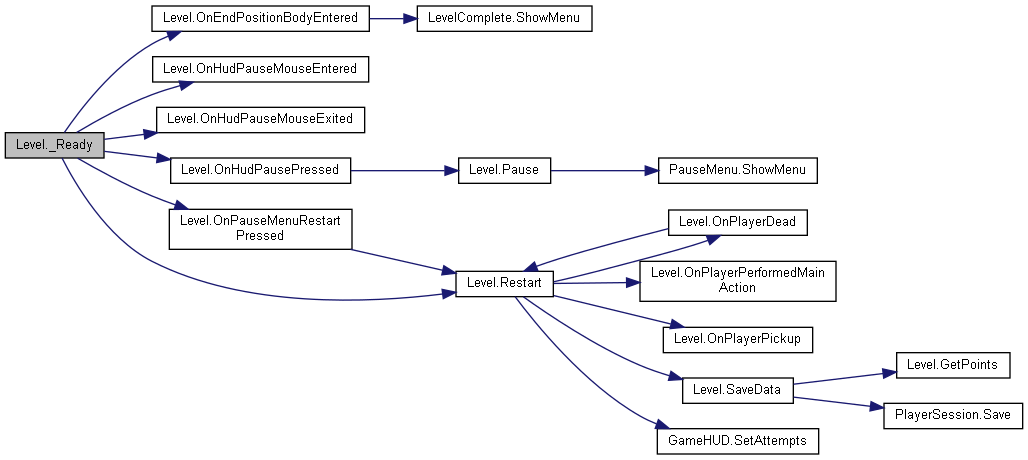 Level.OnEndPositionBodyEntered
LevelComplete.ShowMenu
Level.OnHudPauseMouseEntered
Level.OnHudPauseMouseExited
Level._Ready
Level.OnHudPausePressed
Level.Pause
PauseMenu.ShowMenu
Level.OnPauseMenuRestart
Pressed
Level.OnPlayerDead
Level.Restart
Level.OnPlayerPerformedMain
Action
Level.OnPlayerPickup
Level.GetPoints
Level.SaveData
PlayerSession.Save
GameHUD.SetAttempts